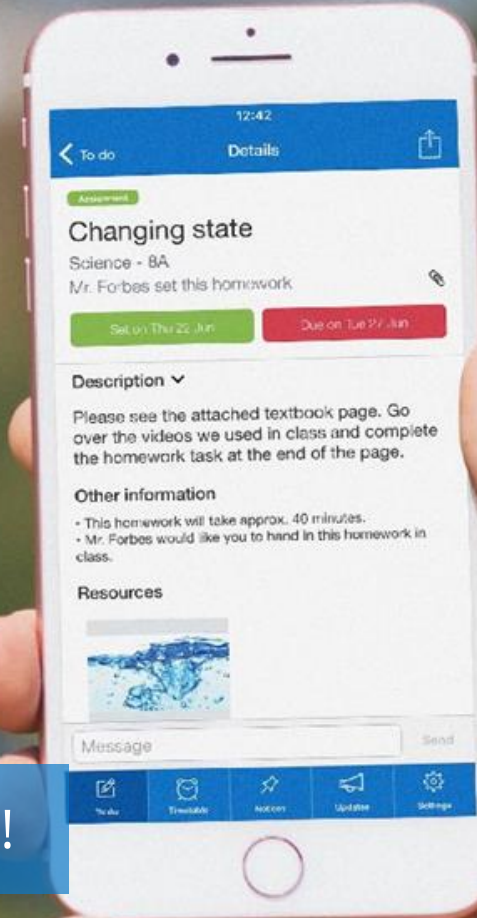 12:42
To do
Details
Assignment
Changing state
Science - 8A
Mr. Forbes set this homework
Set on Thu 22 Jun
Due on Tue 27 Jun
Description
Please see the attached textbook page. Go
over the videos we used in class and complete
the homework task at the end of the page.
Other information
- This homework will take approx. 40 minutes.
- Mr. Forbes would like you to hand in this homework in
class.
Resources
Message
Send
To do
Timetable
Notices
Updates
Settings
!